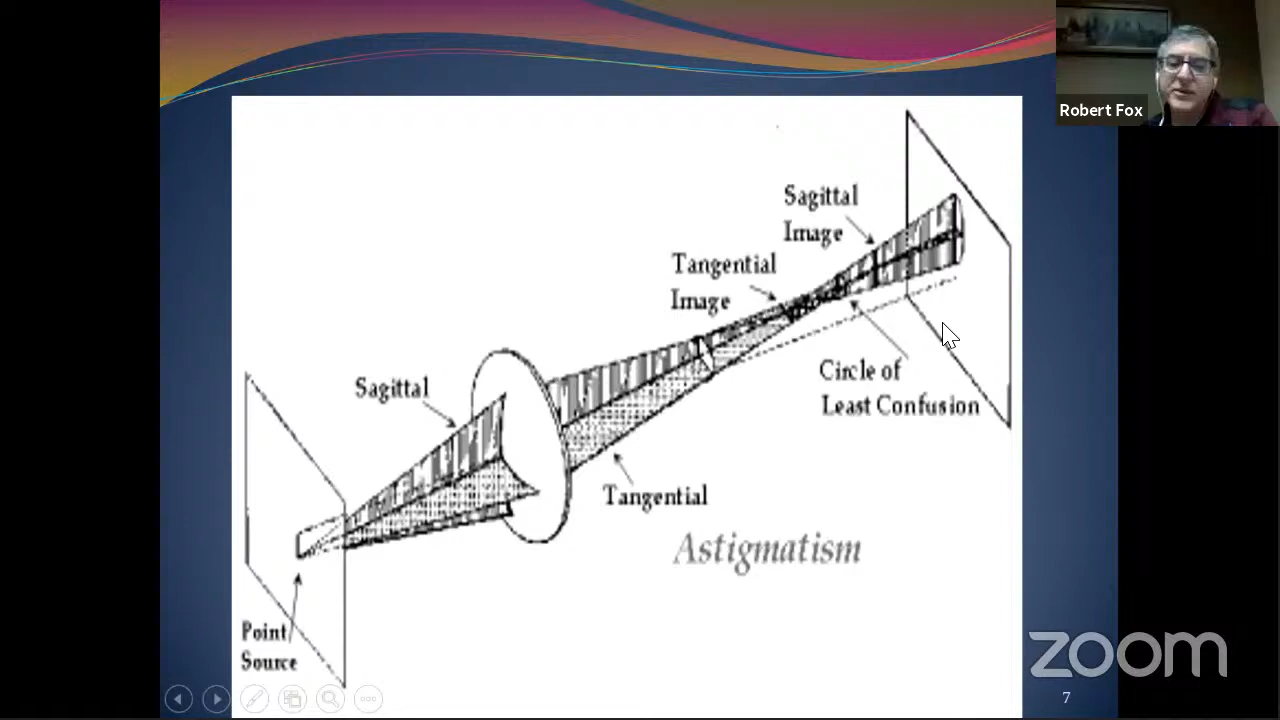 Robert Fox
Sagittal
Image
Tangential
Image
Circle of
Least Confusion
Sagittal
Tangential
Astigmatism
Point
Source
zoom
7